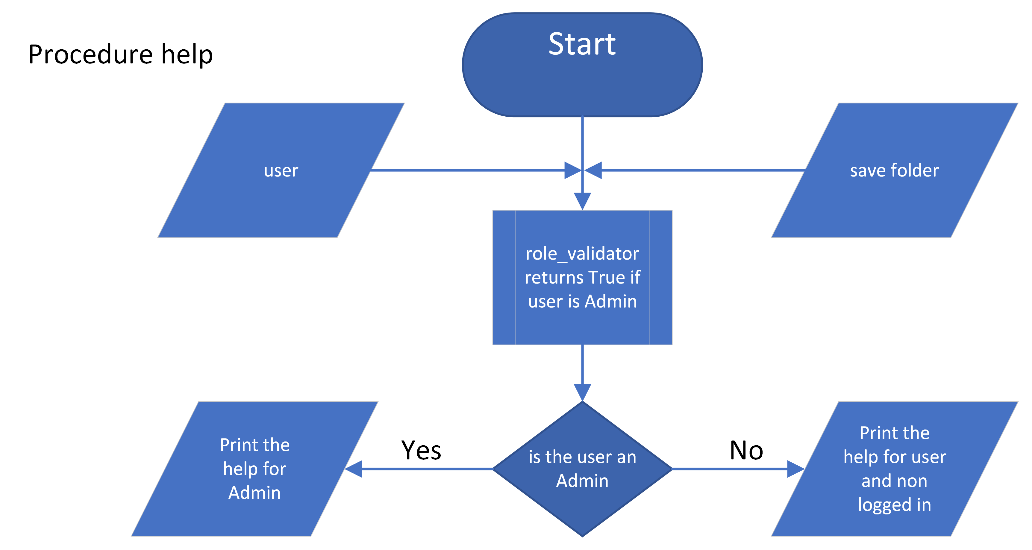 Start
Procedure help
user
save folder
role_validator
returns True if
user is Admin
Print the
help for
Admin
Yes
is the user an
Admin
No
Print the
help for user
and non
logged in